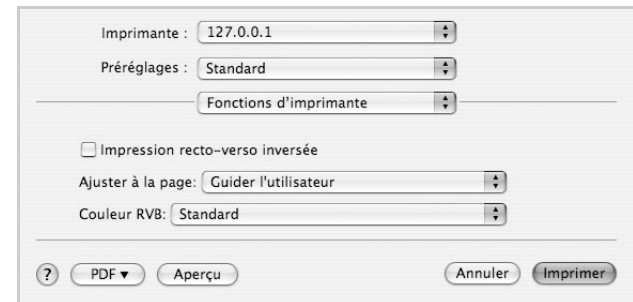 Imprimante : 127.0.0.1
Préréglages : Standard
Fonctions d'imprimante
Impression recto-verso inversée
Ajuster à la page: Guider l'utilisateur
Couleur RVB: Standard
? PDF ▼ Aperçu Annuler Imprimer